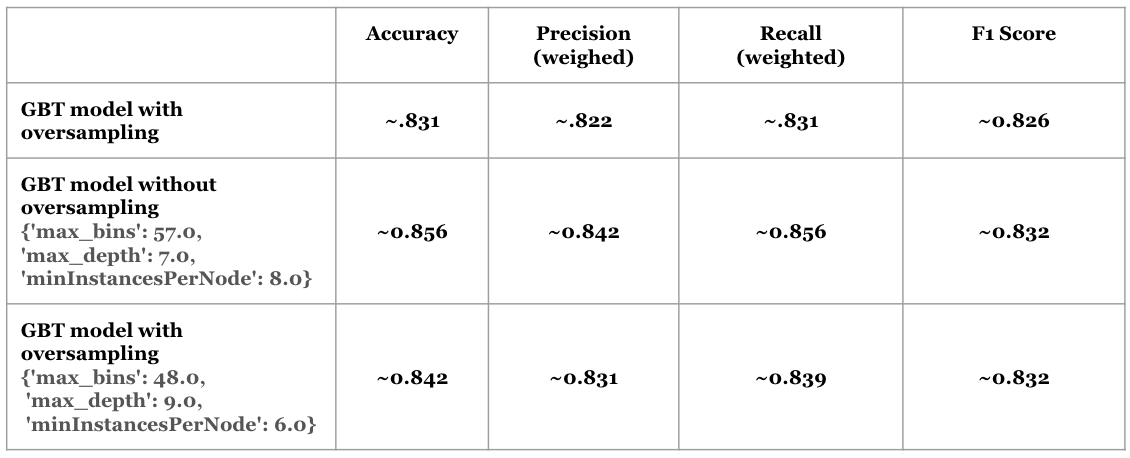 Accuracy
Precision
(weighed)
Recall
(weighted)
F1 Score
GBT model with
oversampling
~.831
~.822
~.831
~0.826
GBT model without
oversampling
{'max_bins': 57.0,
'max_depth': 7.0,
'minInstancesPerNode': 8.0}
~0.856
~0.842
~0.856
~0.832
GBT model with
oversampling
{'max_bins': 48.0,
'max_depth': 9.0,
'minInstancesPerNode': 6.0}
~0.842
~0.831
~0.839
~0.832